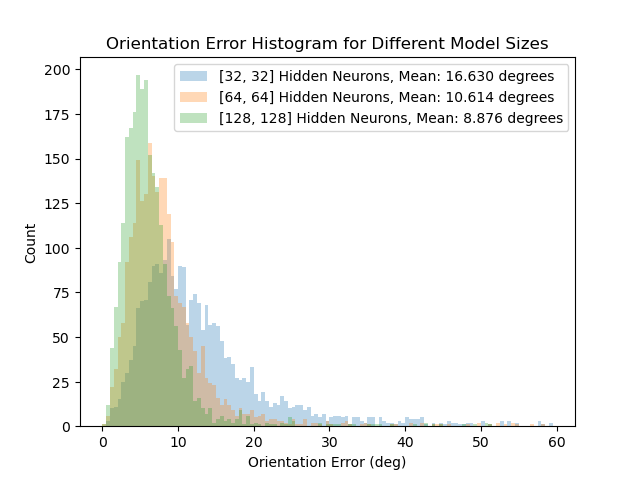 Orientation Error Histogram for Different Model Sizes
[32, 32] Hidden Neurons, Mean: 16.630 degrees
[64, 64] Hidden Neurons, Mean: 10.614 degrees
[128, 128] Hidden Neurons, Mean: 8.876 degrees
200
175
150
125
100
75
50
25
0
Count
0 10 20 30 40 50 60
Orientation Error (deg)